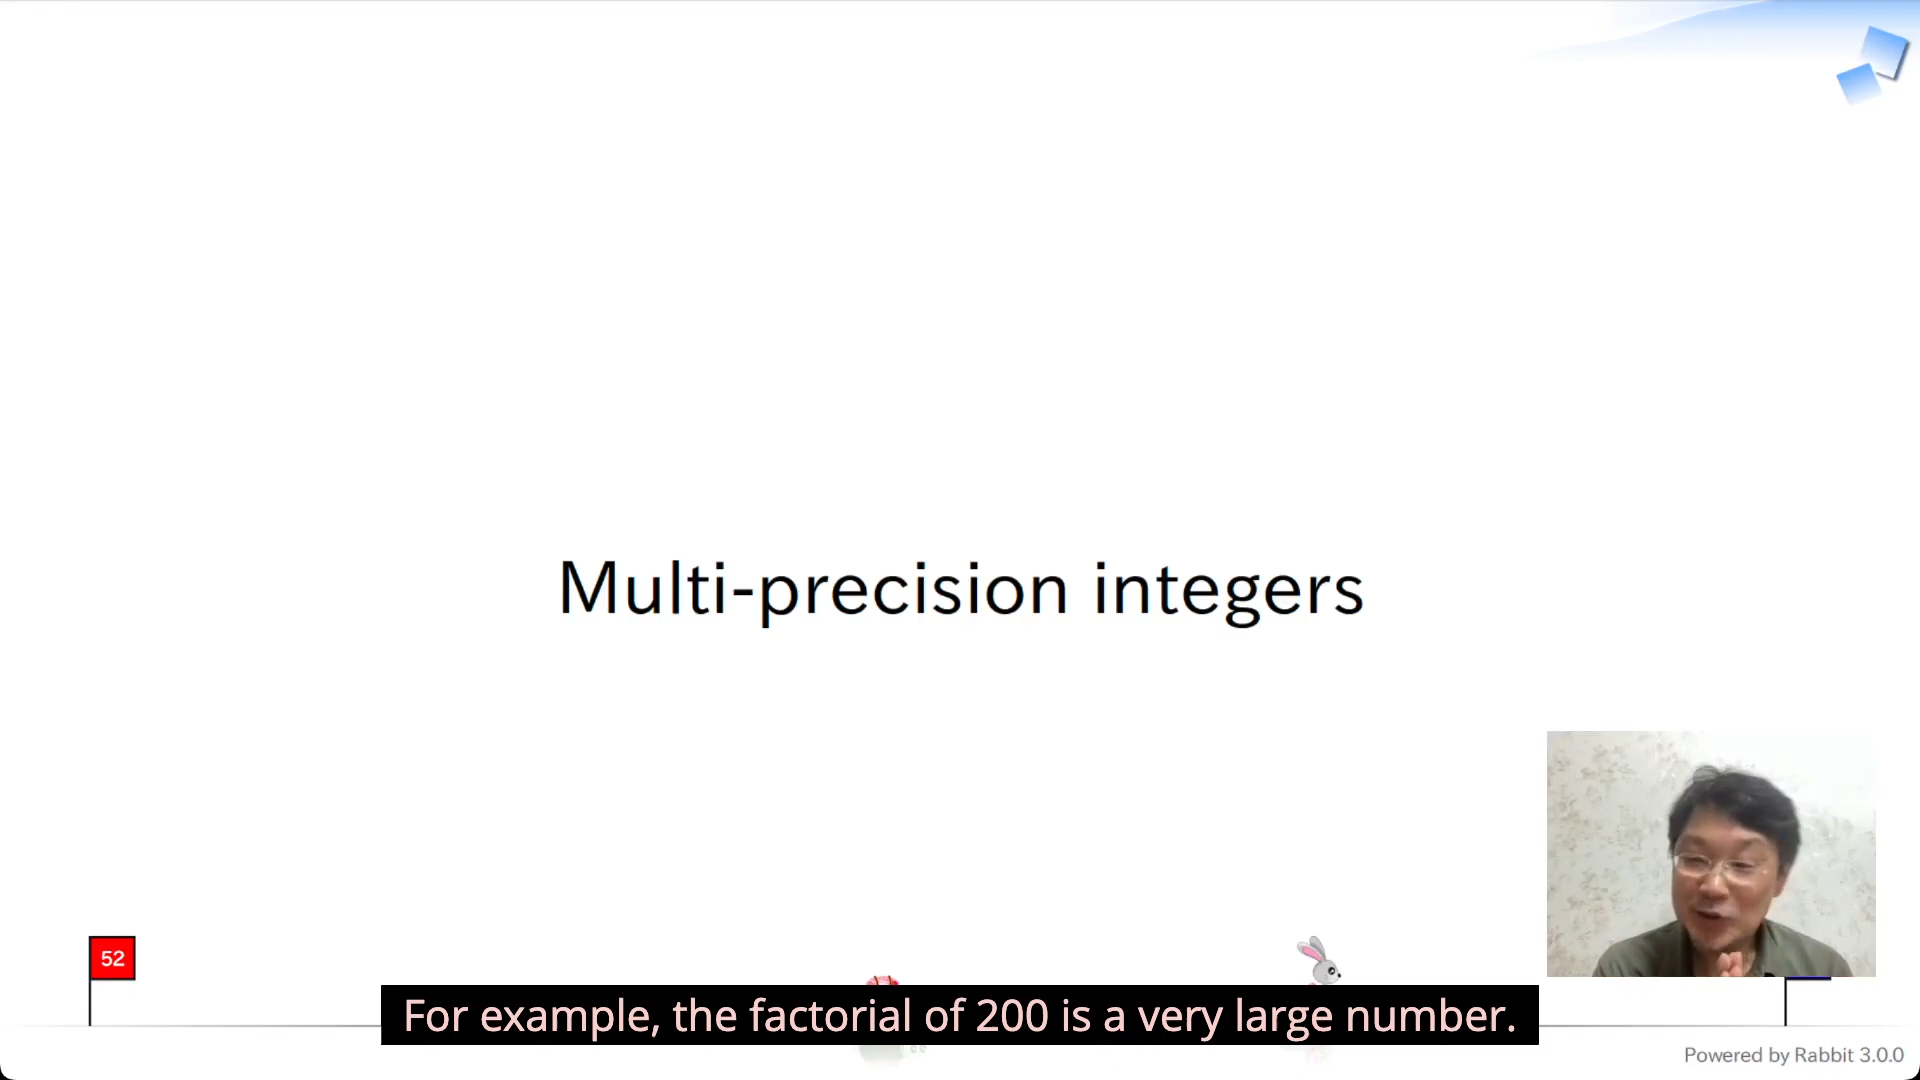 Multi-precision integers
52
For example, the factorial of 200 is a very large number.
Powered by Rabbit 3.0.0